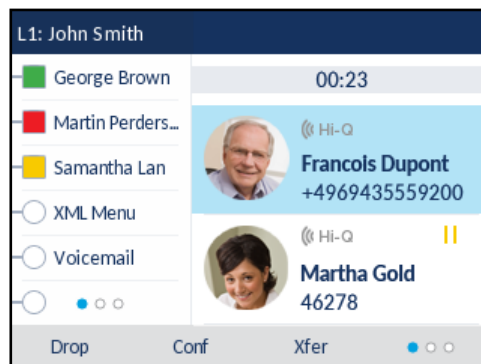 L1: John Smith
George Brown
Martin Perders...
Samantha Lan
XML Menu
Voicemail
00:23
Hi-Q
Francois Dupont
+4969435559200
Hi-Q
Martha Gold
46278
Drop Conf Xfer